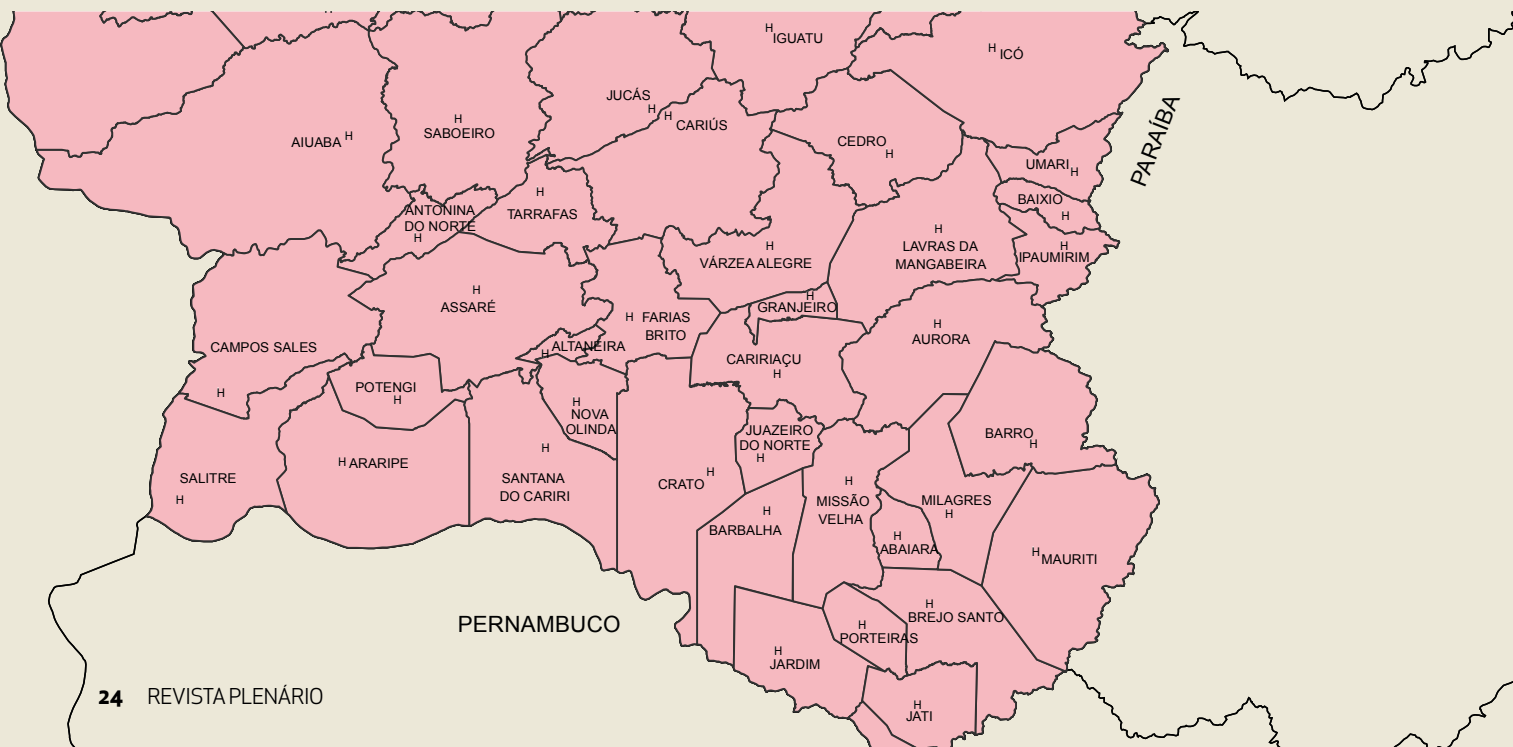 H IGUATU
H ICÓ
JUCÁS
H
H
CARIÚS
PARAÍBA
AIUABA H
H
SABOEIRO
CEDRO
H
UMARI
H
H
TARRAFAS
ANTONINA
DO NORTE
H
BAIXIO
H
H
LAVRAS DA
MANGABEIRA
H
IPAUMIRIM
H
VÁRZEA ALEGRE
H
ASSARÉ
H
GRANJEIRO
H FARIAS
BRITO
H
AURORA
CAMPOS SALES
H
H ALTANEIRA
CARIRIAÇU
H
POTENGI
H
H
NOVA
OLINDA
JUAZEIRO
DO NORTE
H
BARRO
H
H ARARIPE
SALITRE
H
H
SANTANA
DO CARIRI
CRATO H
H
MISSÃO
VELHA
MILAGRES
H
H
BARBALHA
H
ABAIARA
H MAURITI
H
BREJO SANTO
PERNAMBUCO
H
PORTEIRAS
H
JARDIM
H
JATI
24 REVISTA PLENÁRIO